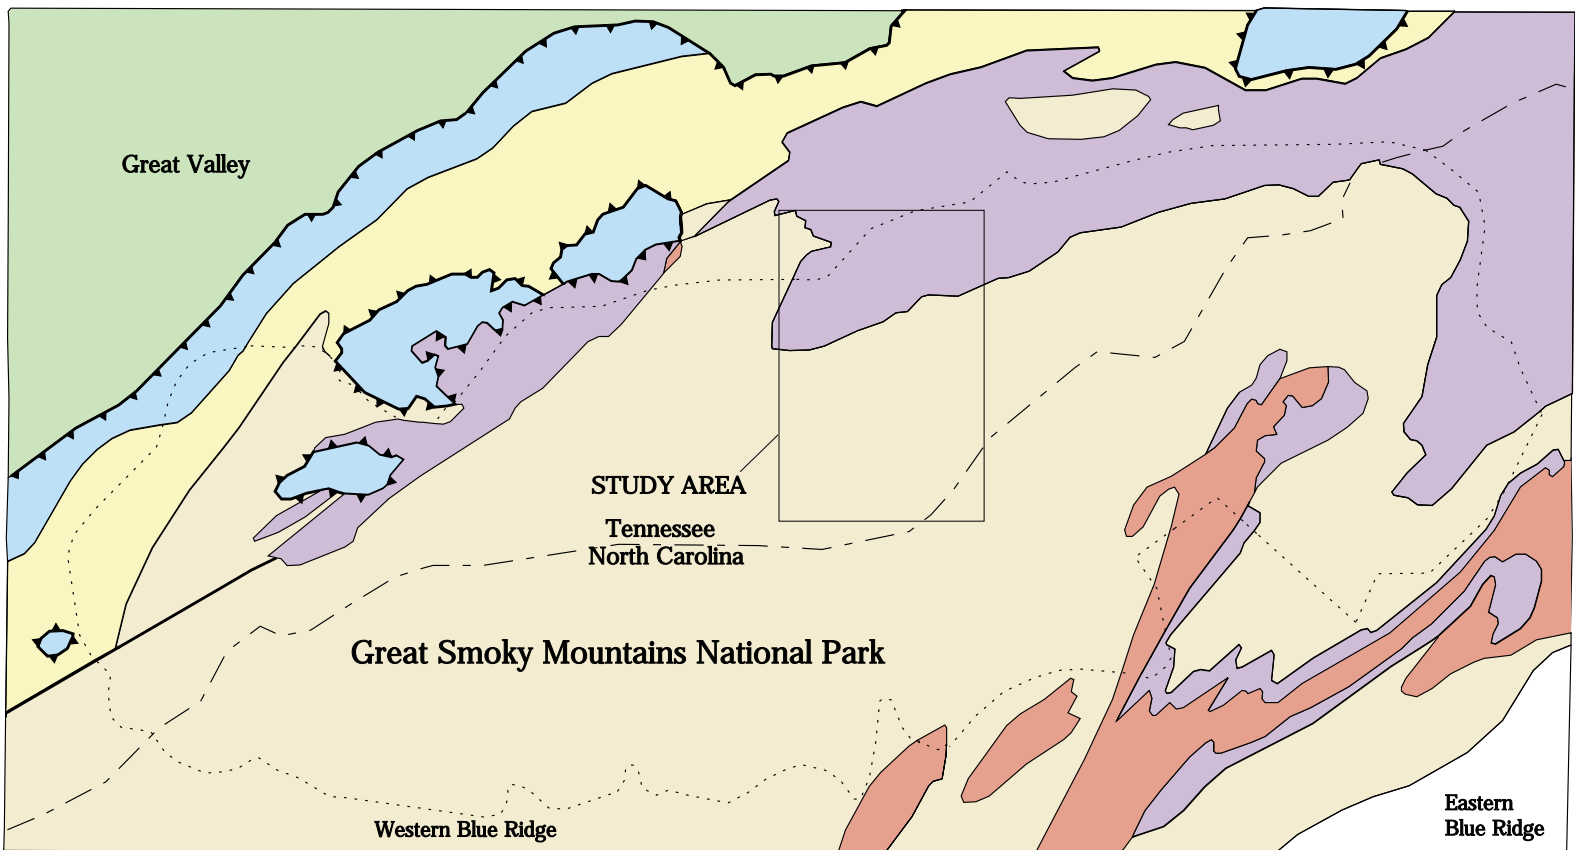 Great Valley
STUDY AREA
Tennessee
North Carolina
Great Smoky Mountains National Park
Western Blue Ridge
Eastern
Blue Ridge